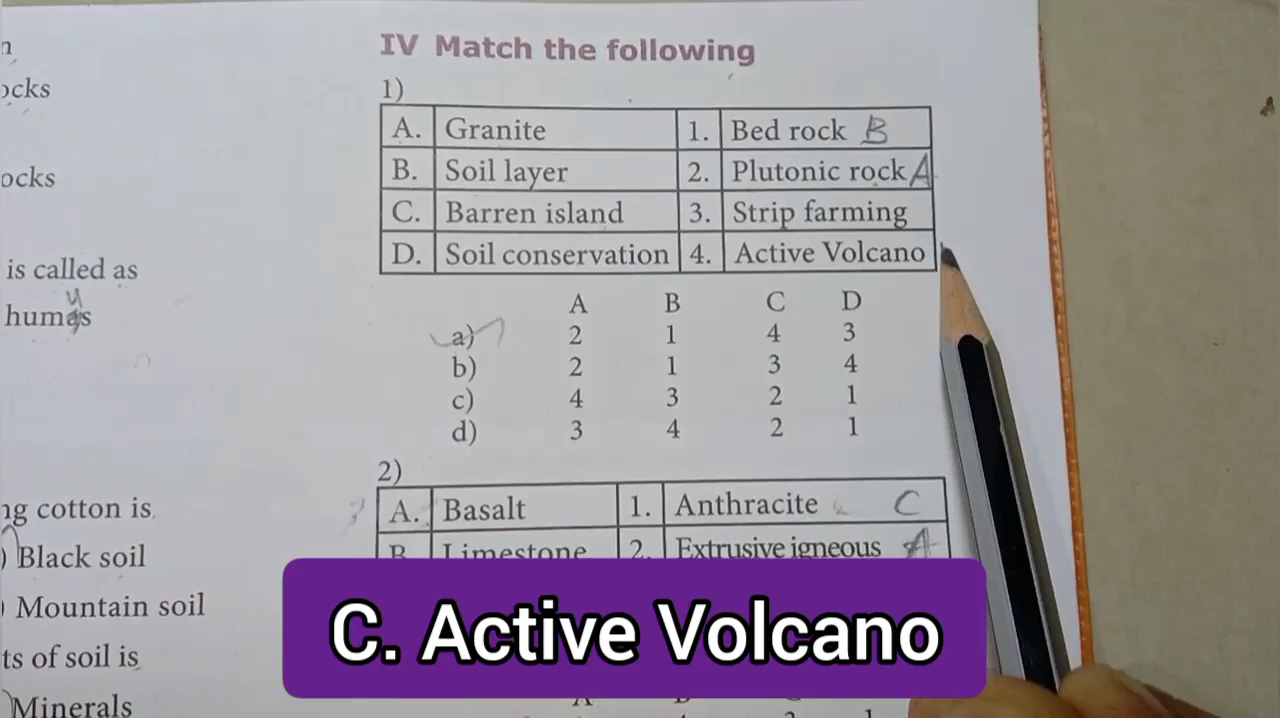 n
ocks
ocks
is called as
y
humas
ng cotton is
) Black soil
) Mountain soil
ts of soil is
Minerals
IV Match the following
1)
A. Granite 1. Bed rock B
B. Soil layer 2. Plutonic rock A
C. Barren island 3. Strip farming
D. Soil conservation 4. Active Volcano
A B C D
a) 2 1 4 3
b) 2 1 3 4
c) 4 3 2 1
d) 3 4 2 1
2)
A. Basalt 1. Anthracite C
B. Limestone 2. Extrusive igneous A
C. Active Volcano